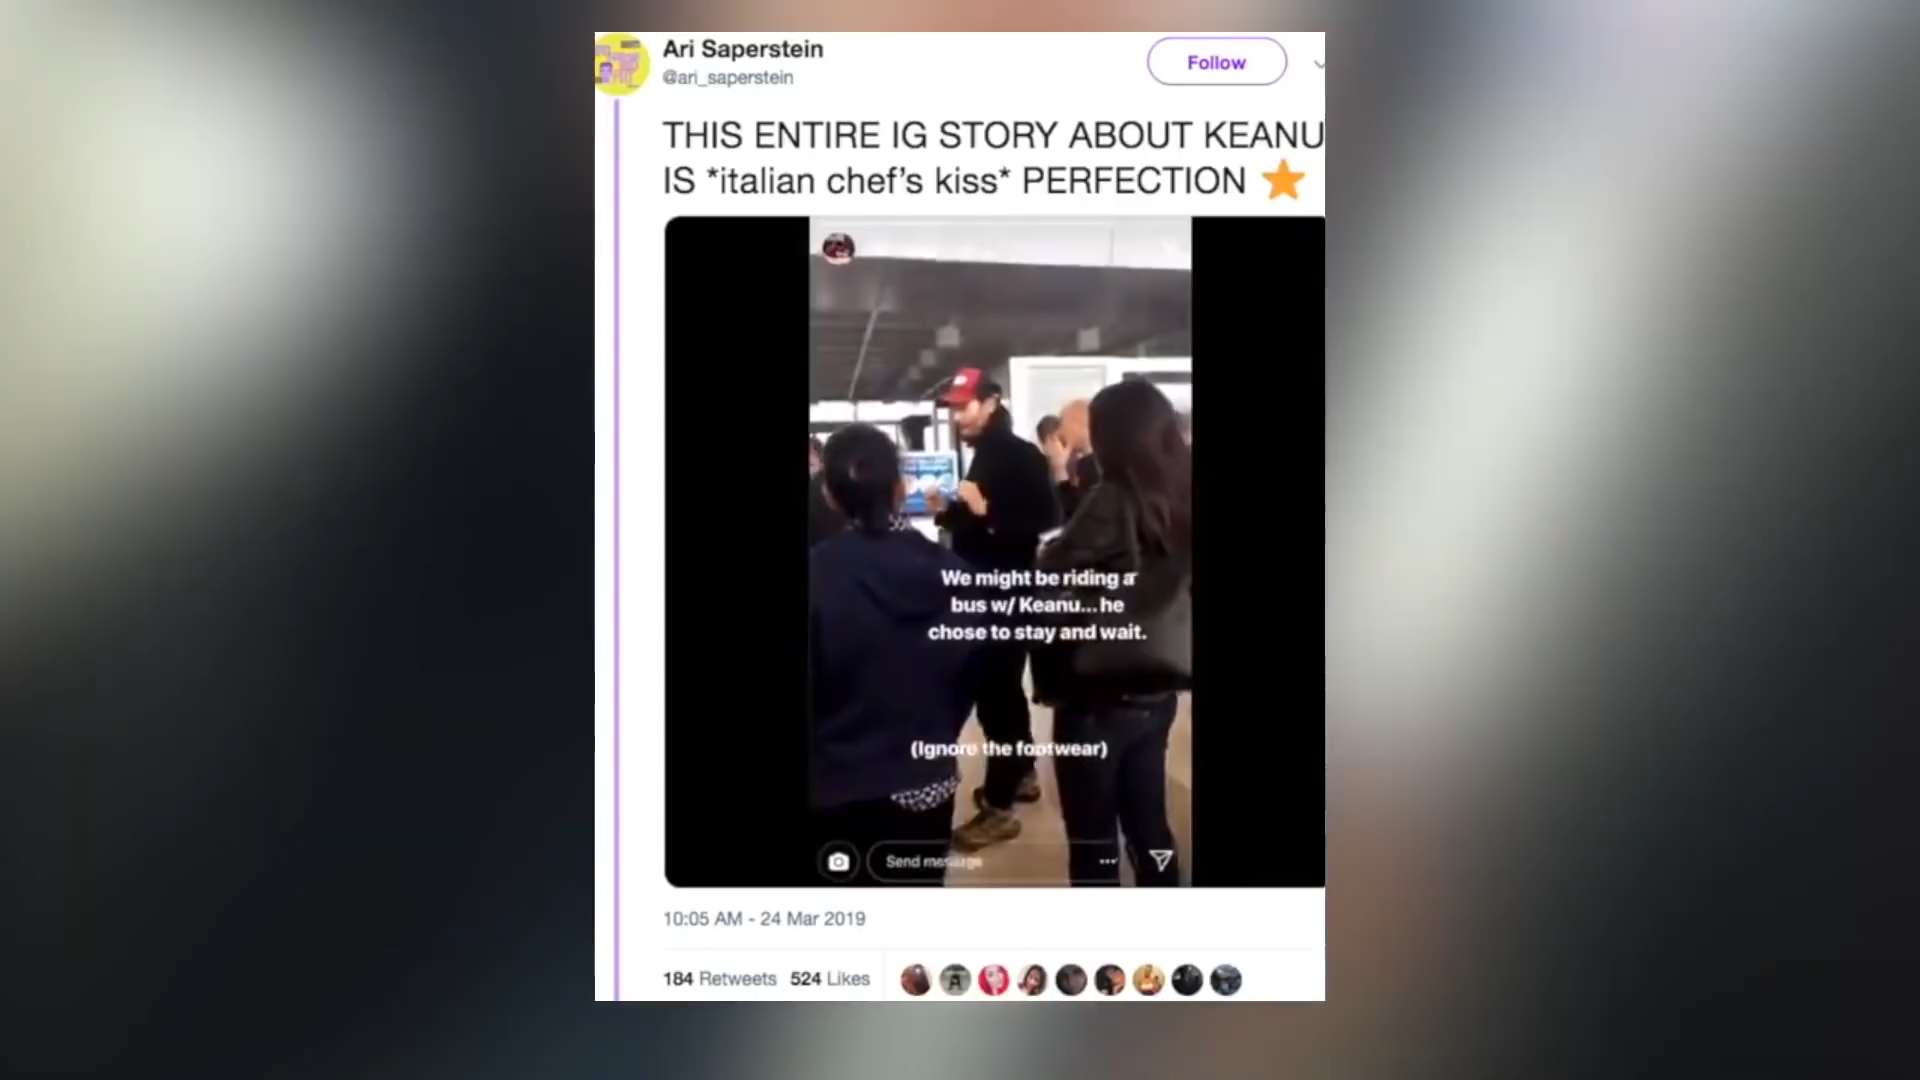 Ari Saperstein
@ari_saperstein
Follow
THIS ENTIRE IG STORY ABOUT KEANU
IS *italian chef's kiss* PERFECTION
We might be riding a
bus w/ Keanu...he
chose to stay and wait.
(Ignore the footwear)
Send message
10:05 AM - 24 Mar 2019
184 Retweets 524 Likes